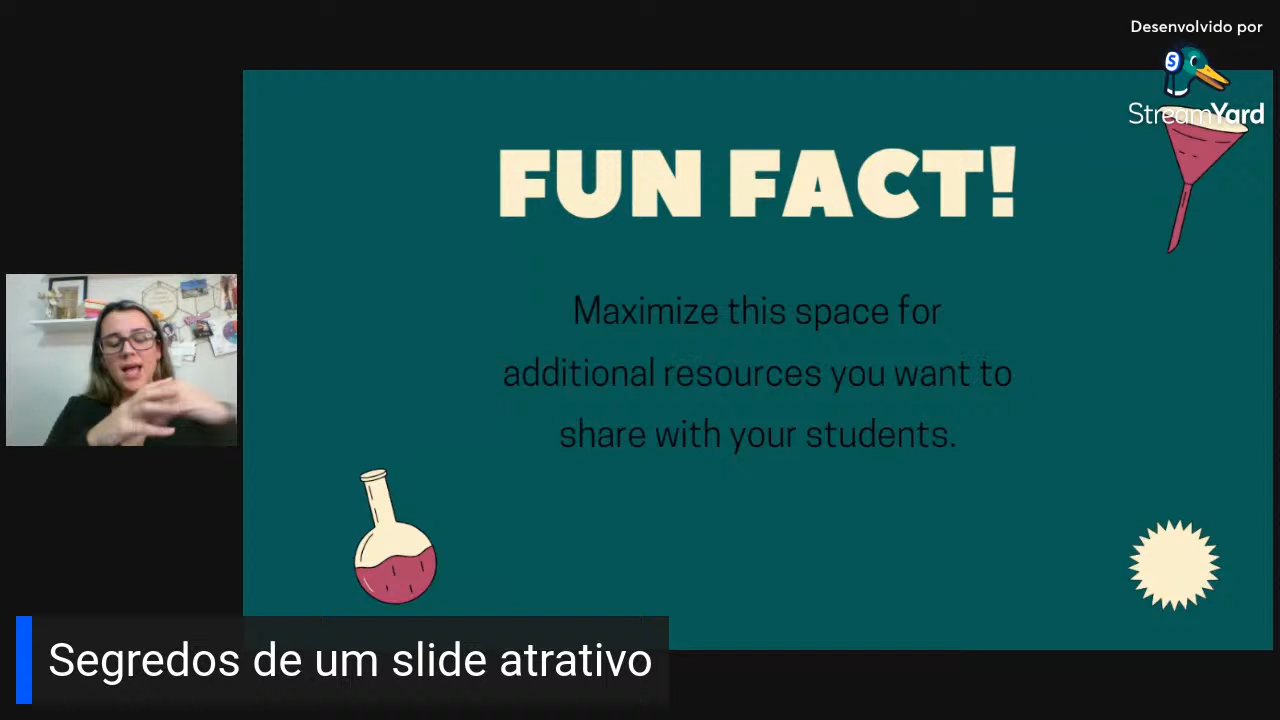 Desenvolvido por
StreamYard
FUN FACT!
Maximize this space for
additional resources you want to
share with your students.
Segredos de um slide atrativo